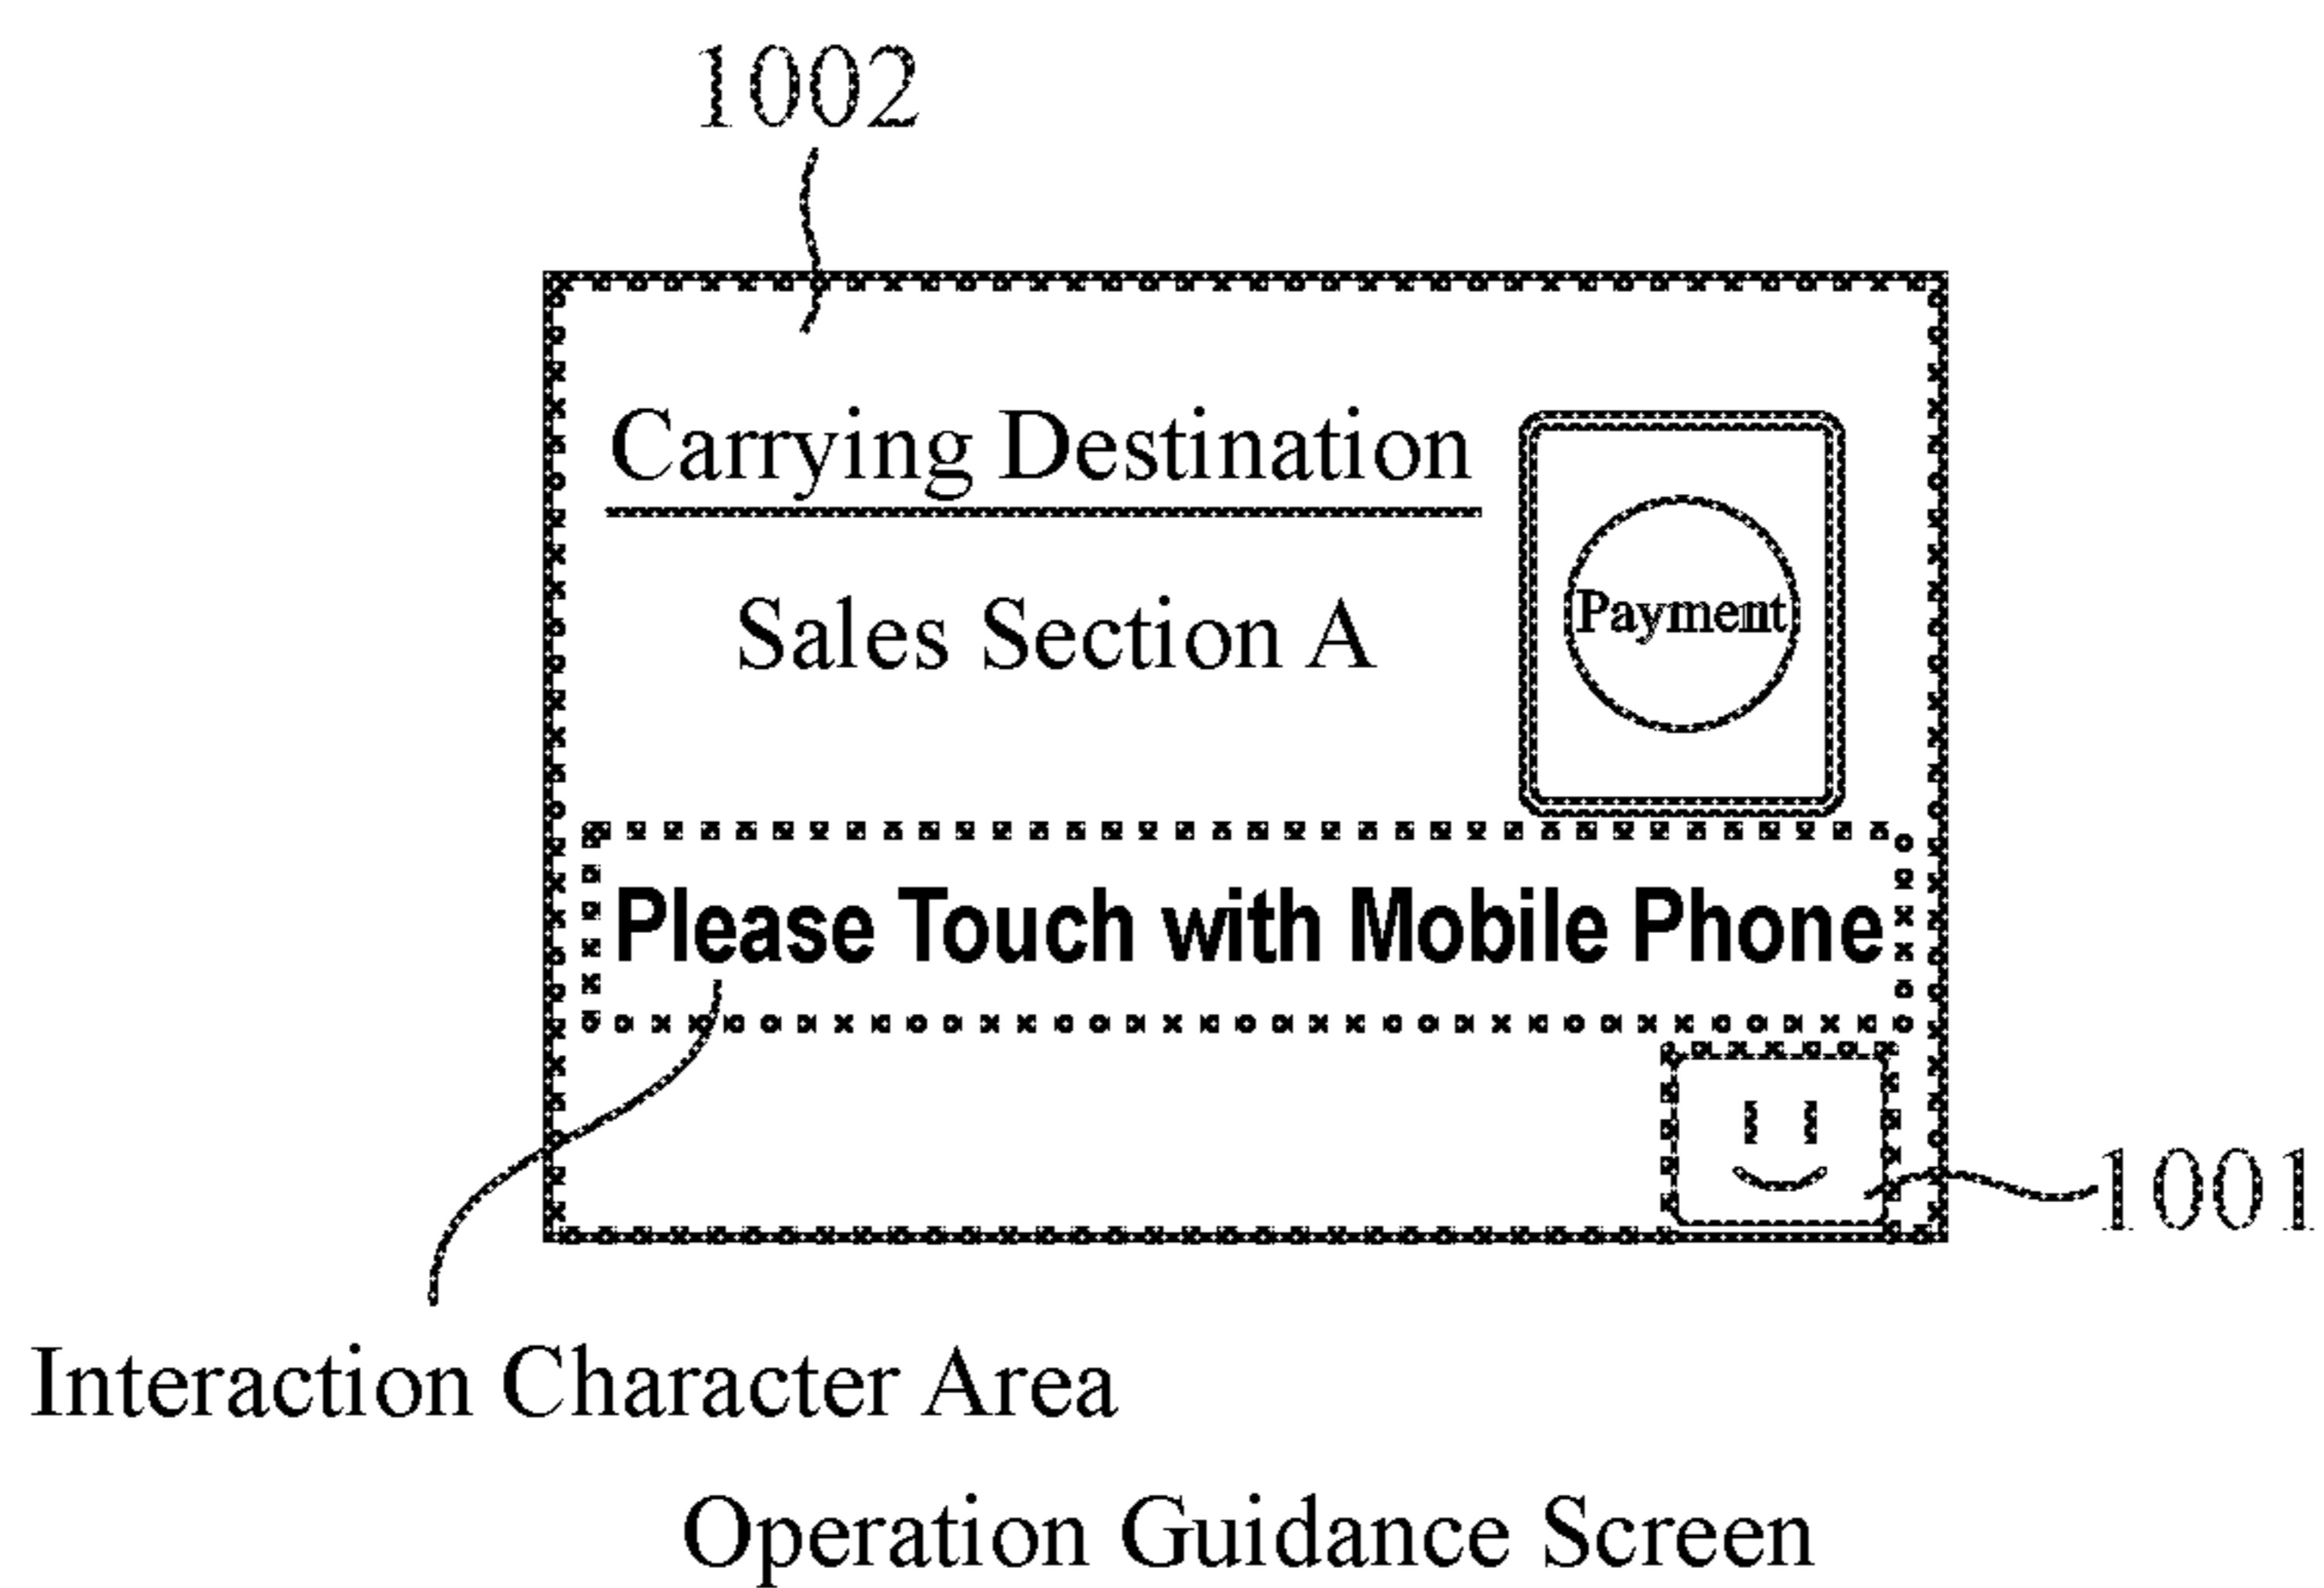 1002
Carrying Destination
Sales Section A
Payment
Please Touch with Mobile Phone
1001
Interaction Character Area
Operation Guidance Screen